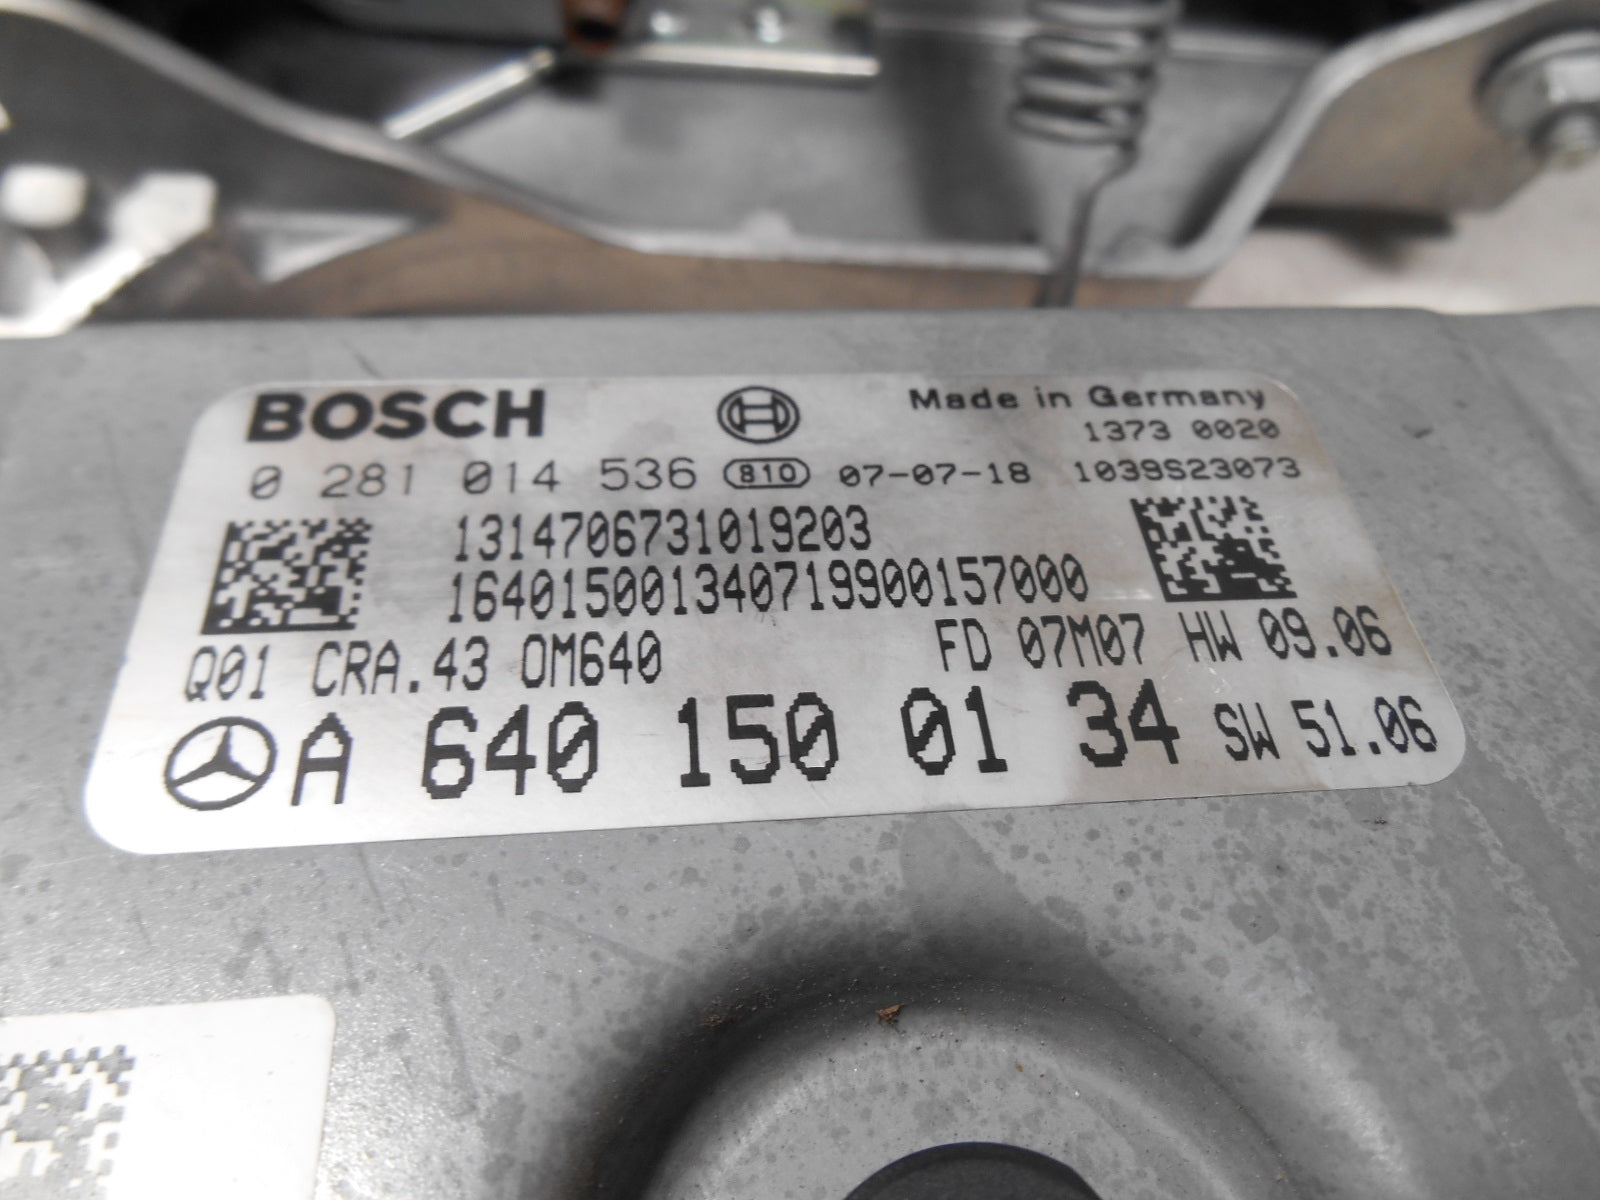 BOSCH Made in Germany
1373 0020
0 281 014 536 810 07-07-18 1039S23073
1314706731019203
164015001340719900157000
Q01 CRA.43 OM640 FD 07M07 HW 09.06
A 640 150 01 34 SW 51.06